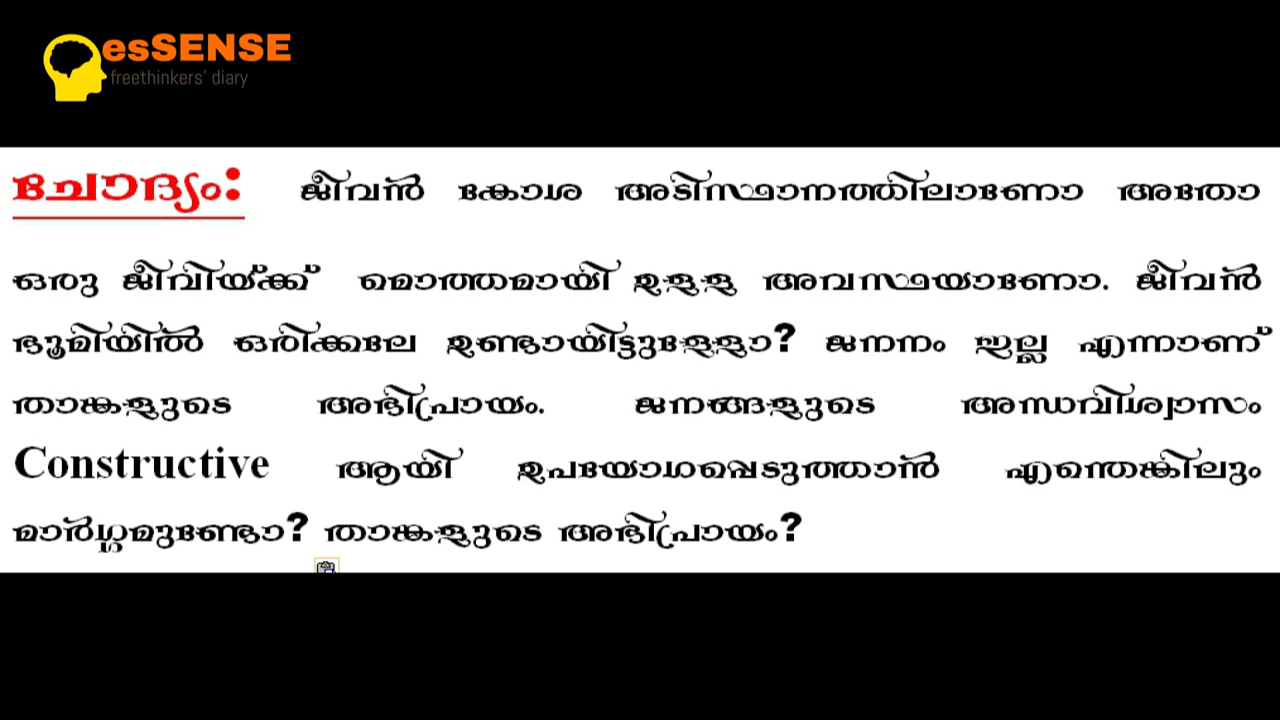 esSENSE
freethinkers' diary
ചോദ്യം: ജീവൻ കോശ അടിസ്ഥാനത്തിലാണോ അതോ
ഒരു ജീവിയ്ക്ക് മൊത്തമായി ഉള്ള അവസ്ഥയാണോ. ജീവൻ
ഭൂമിയിൽ ഒരിക്കലേ ഉണ്ടായിട്ടുള്ളോ? ജനനം ഇല്ല എന്നാണ്
താങ്കളുടെ അഭിപ്രായം. ജനങ്ങളുടെ അന്ധവിശ്വാസം
Constructive ആയി ഉപയോഗപ്പെടുത്താൻ എന്തെങ്കിലും
മാർഗ്ഗമുണ്ടോ? താങ്കളുടെ അഭിപ്രായം?